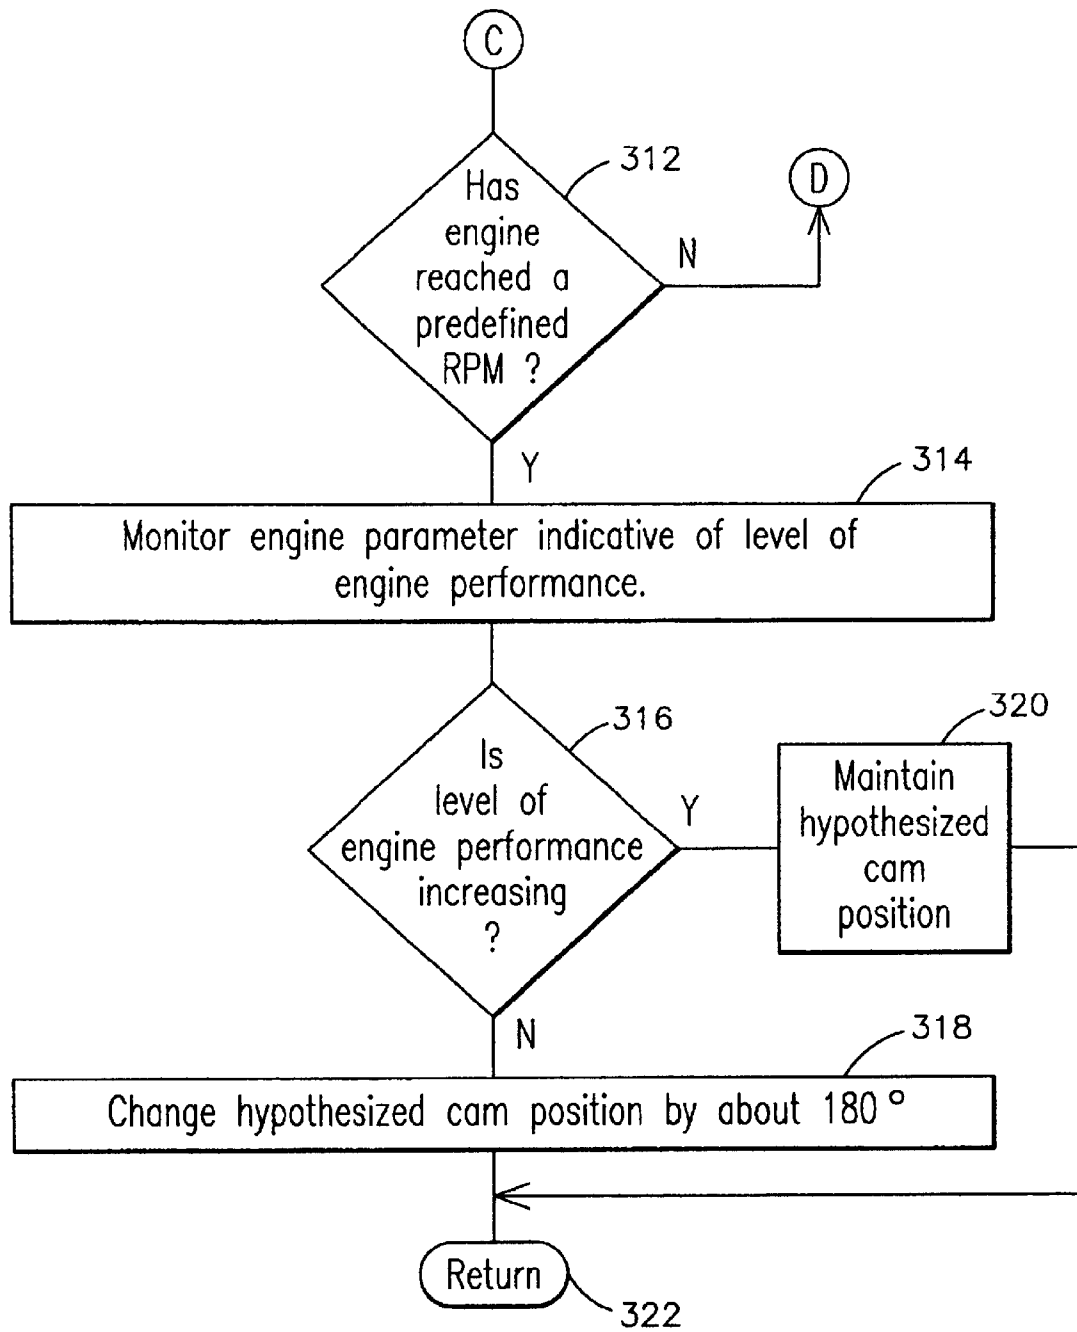 C
312
D
Has
engine
reached a
predefined
RPM ?
N
Y
314
Monitor engine parameter indicative of level of
engine performance.
316
Is
level of
engine performance
increasing
?
Y
320
Maintain
hypothesized
cam
position
N
318
Change hypothesized cam position by about 180°
Return
322